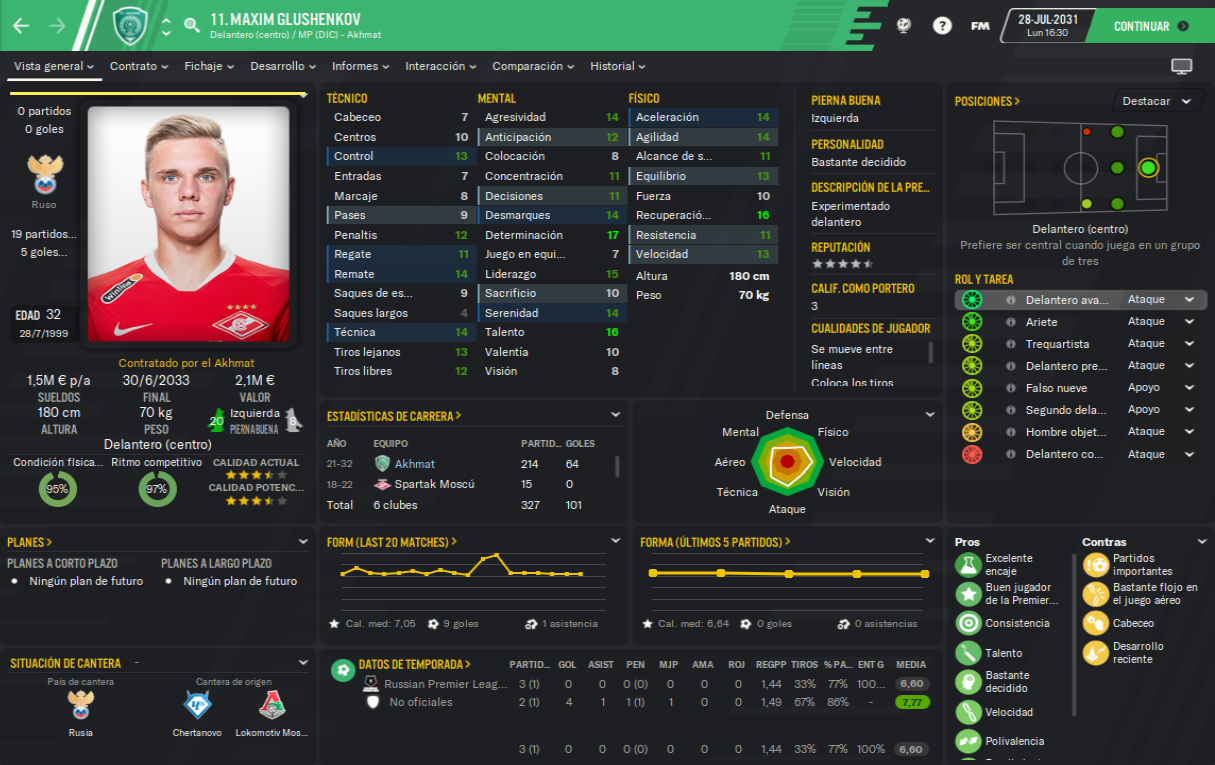 11. MAXIM GLUSHENKOV
Delantero (centro) / MP (DIC) - Akhmat
?
FM
28-JUL-2031
Lun 16:30
CONTINUAR
Vista general
Contrato
Fichaje
Desarrollo
Informes
Interacción
Comparación
Historial
0 partidos
0 goles
Ruso
19 partidos...
5 goles...
EDAD 32
28/7/1999
winline
Contratado por el Akhmat
1,5M € p/a
SUELDOS
30/6/2033
FINAL
2,1M €
VALOR
180 cm
ALTURA
70 kg
PESO
20
Izquierda
PIERNA BUENA
8
Delantero (centro)
Condición física...
95%
Ritmo competitivo
97%
CALIDAD ACTUAL
CALIDAD POTENC...
TÉCNICO
Cabeceo 7
Centros 10
Control 13
Entradas 7
Marcaje 8
Pases 9
Penaltis 12
Regate 11
Remate 14
Saques de es... 9
Saques largos 4
Técnica 14
Tiros lejanos 13
Tiros libres 12
MENTAL
Agresividad 14
Anticipación 12
Colocación 8
Concentración 11
Decisiones 11
Desmarques 14
Determinación 17
Juego en equi... 7
Liderazgo 15
Sacrificio 10
Serenidad 14
Talento 16
Valentía 10
Visión 8
FÍSICO
Aceleración 14
Agilidad 14
Alcance de s... 11
Equilibrio 13
Fuerza 10
Recuperació... 16
Resistencia 11
Velocidad 13
Altura 180 cm
Peso 70 kg
PIERNA BUENA
Izquierda
PERSONALIDAD
Bastante decidido
DESCRIPCIÓN DE LA PRE...
Experimentado
delantero
REPUTACIÓN
CALIF. COMO PORTERO
3
CUALIDADES DE JUGADOR
Se mueve entre
líneas
Coloca los tiros
POSICIONES >
Destacar
Delantero (centro)
Prefiere ser central cuando juega en un grupo
de tres
ROL Y TAREA
Delantero ava... Ataque
Ariete Ataque
Trequartista Ataque
Delantero pre... Ataque
Falso nueve Apoyo
Segundo dela... Apoyo
Hombre objet... Ataque
Delantero co... Ataque
ESTADÍSTICAS DE CARRERA >
AÑO EQUIPO PARTID... GOLES
21-32 Akhmat 214 64
18-22 Spartak Moscú 15 0
Total 6 clubes 327 101
Defensa
Mental
Físico
Aéreo
Velocidad
Técnica
Visión
Ataque
PLANES >
PLANES A CORTO PLAZO
PLANES A LARGO PLAZO
Ningún plan de futuro
Ningún plan de futuro
FORM (LAST 20 MATCHES) >
Cal. med: 7,05
9 goles
1 asistencia
FORMA (ÚLTIMOS 5 PARTIDOS) >
Cal. med: 6,64
0 goles
0 asistencias
Pros
Excelente
encaje
Buen jugador
de la Premier...
Consistencia
Talento
Bastante
decidido
Velocidad
Polivalencia
Contras
Partidos
importantes
Bastante flojo en
el juego aéreo
Cabeceo
Desarrollo
reciente
SITUACIÓN DE CANTERA -
País de cantera
Cantera de origen
Rusia
Chertanovo
Lokomotiv Mos...
DATOS DE TEMPORADA >
PARTID... GOL ASIST PEN MJP AMA ROJ REGPP TIROS % PA... ENT G MEDIA
Russian Premier Leag... 3 (1) 0 0 0 (0) 0 0 0 1,44 33% 77% 100... 6,60
No oficiales 2 (1) 4 1 1 (1) 1 0 0 1,49 67% 86% - 7,77
3 (1) 0 0 0 (0) 0 0 0 1,44 33% 77% 100% 6,60